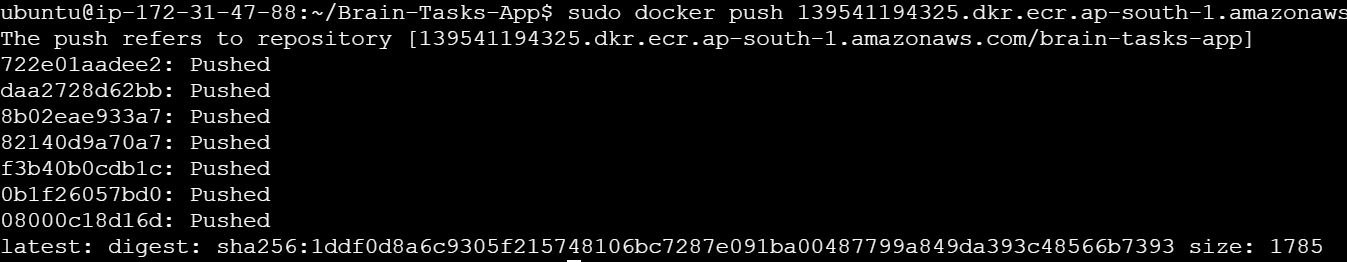 ubuntu@ip-172-31-47-88:~/Brain-Tasks-App$ sudo docker push 139541194325.dkr.ecr.ap-south-1.amazonaws
The push refers to repository [139541194325.dkr.ecr.ap-south-1.amazonaws.com/brain-tasks-app]
722e01aadee2: Pushed
daa2728d62bb: Pushed
8b02eae933a7: Pushed
82140d9a70a7: Pushed
f3b40b0cdb1c: Pushed
0b1f26057bd0: Pushed
08000c18d16d: Pushed
latest: digest: sha256:1ddf0d8a6c9305f215748106bc7287e091ba00487799a849da393c48566b7393 size: 1785